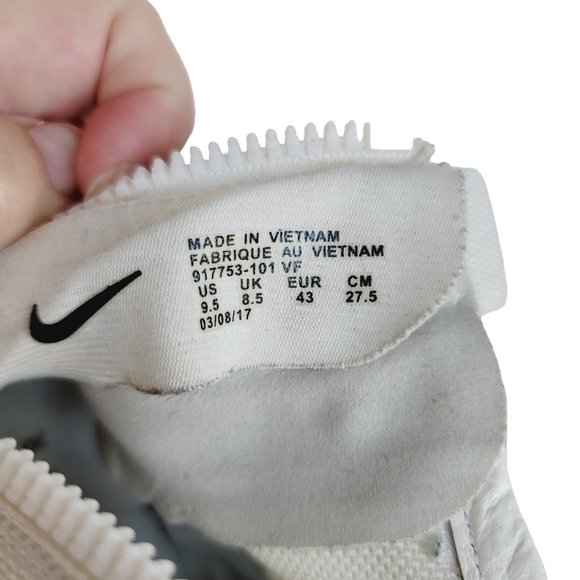 MADE IN VIETNAM
FABRIQUE AU VIETNAM
917753-101 VF
US UK EUR CM
9.5 8.5 43 27.5
03/08/17